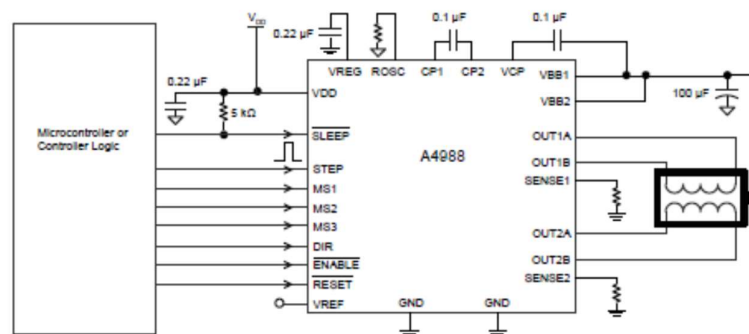 V_DD
0.22 µF
0.1 µF
0.1 µF
0.22 µF
5 kΩ
VREG
ROSC
CP1
CP2
VCP
VDD
VBB1
VBB2
100 µF
Microcontroller or
Controller Logic
SLEEP
A4988
OUT1A
OUT1B
SENSE1
STEP
MS1
MS2
MS3
DIR
ENABLE
RESET
VREF
OUT2A
OUT2B
SENSE2
GND
GND